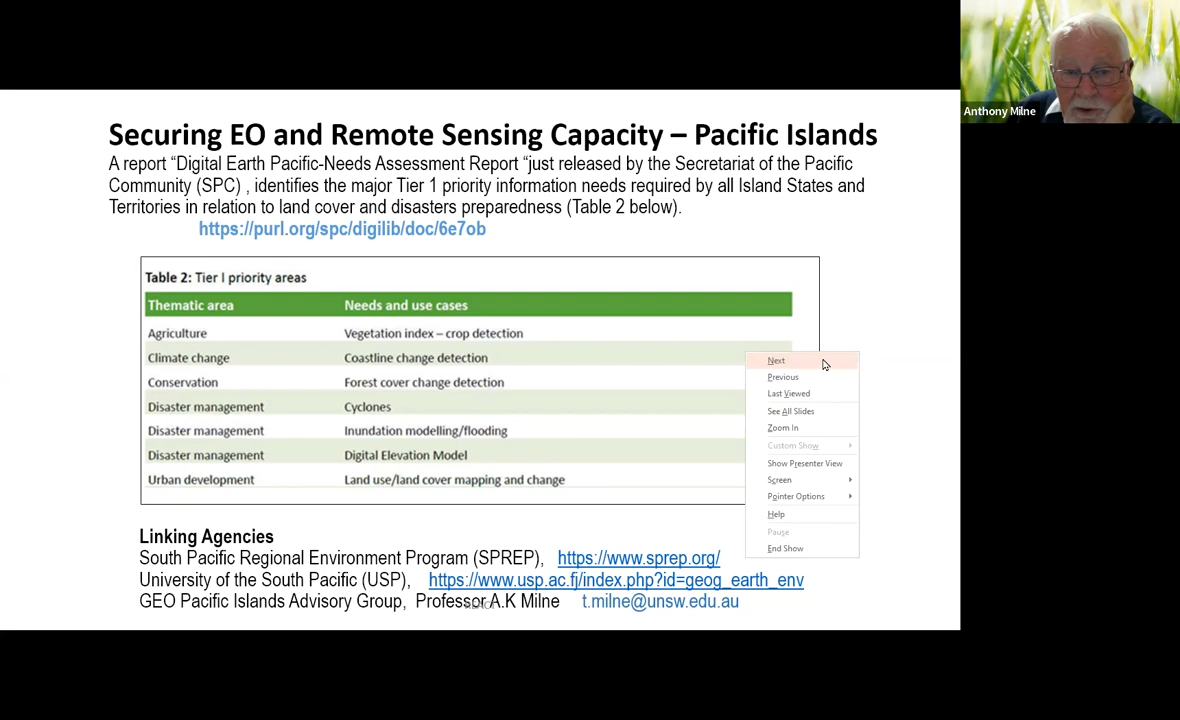 Securing EO and Remote Sensing Capacity – Pacific Islands
A report “Digital Earth Pacific-Needs Assessment Report “just released by the Secretariat of the Pacific
Community (SPC) , identifies the major Tier 1 priority information needs required by all Island States and
Territories in relation to land cover and disasters preparedness (Table 2 below).
https://purl.org/spc/digilib/doc/6e7ob
Table 2: Tier I priority areas
Thematic area Needs and use cases
Agriculture Vegetation index – crop detection
Climate change Coastline change detection
Conservation Forest cover change detection
Disaster management Cyclones
Disaster management Inundation modelling/flooding
Disaster management Digital Elevation Model
Urban development Land use/land cover mapping and change
Linking Agencies
South Pacific Regional Environment Program (SPREP), https://www.sprep.org/
University of the South Pacific (USP), https://www.usp.ac.fj/index.php?id=geog_earth_env
GEO Pacific Islands Advisory Group, Professor A.K Milne t.milne@unsw.edu.au
Next
Previous
Last Viewed
See All Slides
Zoom In
Custom Show
Show Presenter View
Screen
Pointer Options
Help
Pause
End Show
Anthony Milne